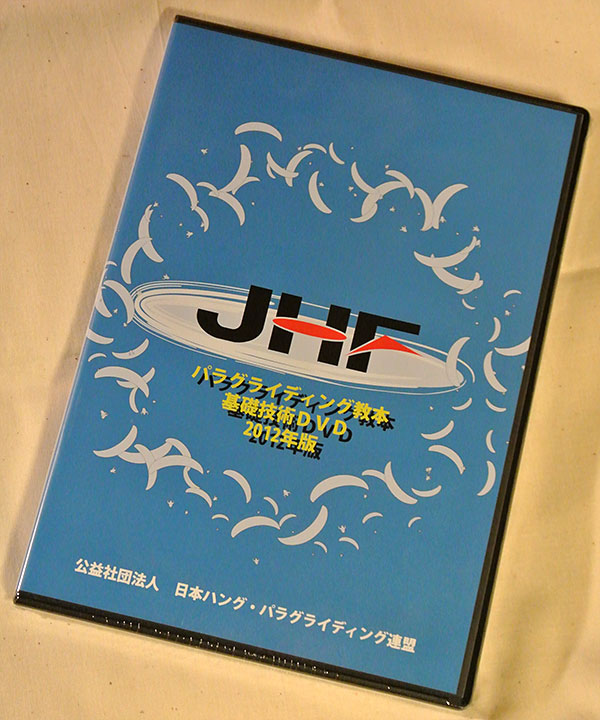 JHF
パラグライディング教本
基礎技術DVD
2012年版
公益社団法人 日本ハング・パラグライディング連盟